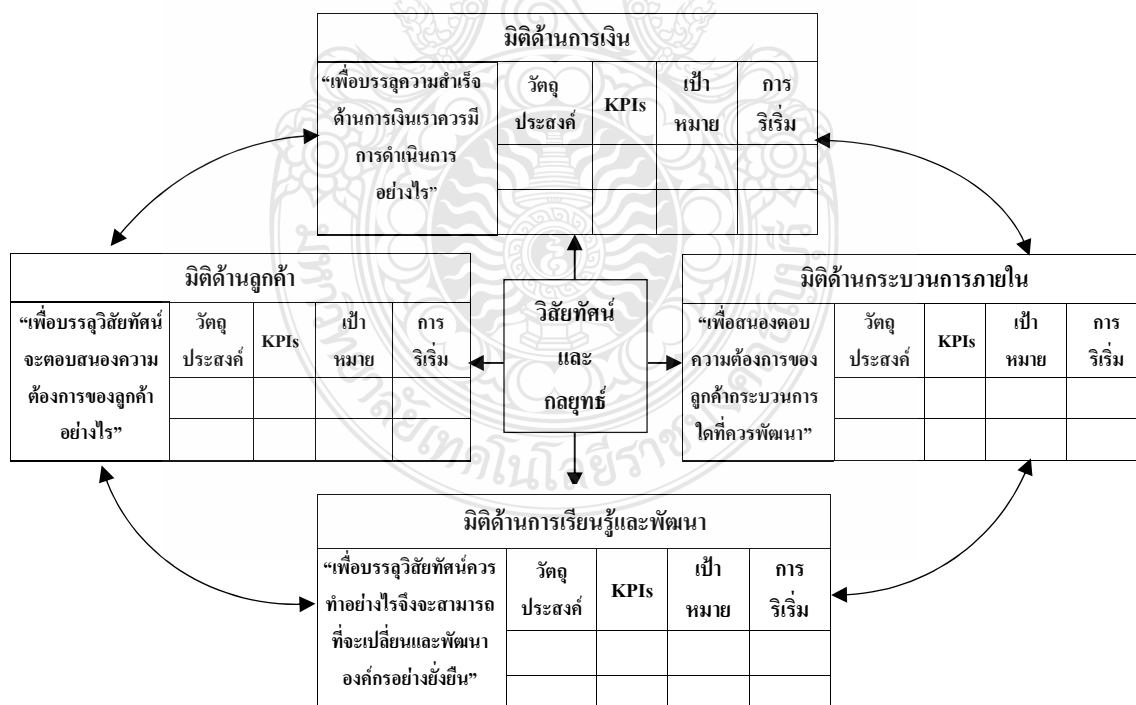 มิติด้านการเงิน
“เพื่อบรรลุความสำเร็จ
ด้านการเงินเราควรมี
การดำเนินการ
อย่างไร”
วัตถุ
ประสงค์
KPIs
เป้า
หมาย
การ
ริเริ่ม
มิติด้านลูกค้า
“เพื่อบรรลุวิสัยทัศน์
จะตอบสนองความ
ต้องการของลูกค้า
อย่างไร”
วัตถุ
ประสงค์
KPIs
เป้า
หมาย
การ
ริเริ่ม
วิสัยทัศน์
และ
กลยุทธ์
มิติด้านกระบวนการภายใน
“เพื่อสนองตอบ
ความต้องการของ
ลูกค้ากระบวนการ
ใดที่ควรพัฒนา”
วัตถุ
ประสงค์
KPIs
เป้า
หมาย
การ
ริเริ่ม
มิติด้านการเรียนรู้และพัฒนา
“เพื่อบรรลุวิสัยทัศน์ควร
ทำอย่างไรจึงจะสามารถ
ที่จะเปลี่ยนและพัฒนา
องค์กรอย่างยั่งยืน”
วัตถุ
ประสงค์
KPIs
เป้า
หมาย
การ
ริเริ่ม